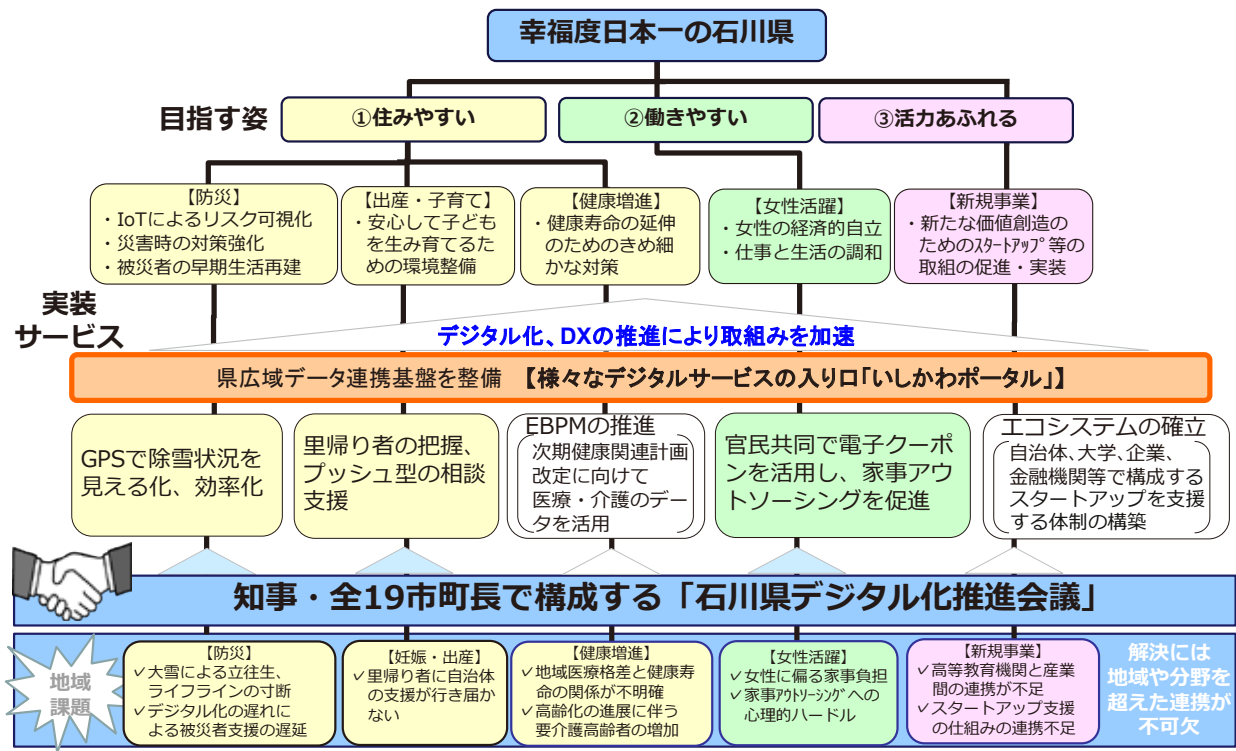 幸福度日本一の石川県
目指す姿
①住みやすい
②働きやすい
③活力あふれる
【防災】
・IoTによるリスク可視化
・災害時の対策強化
・被災者の早期生活再建
【出産・子育て】
・安心して子ども
を生み育てるた
めの環境整備
【健康増進】
・健康寿命の延伸
のためのきめ細
かな対策
【女性活躍】
・女性の経済的自立
・仕事と生活の調和
【新規事業】
・新たな価値創造の
ためのｽﾀｰﾄｱｯﾌﾟ等の
取組の促進・実装
実装
サービス
デジタル化、DXの推進により取組みを加速
県広域データ連携基盤を整備 【様々なデジタルサービスの入り口「いしかわポータル」】
GPSで除雪状況を
見える化、効率化
里帰り者の把握、
プッシュ型の相談
支援
EBPMの推進
次期健康関連計画
改定に向けて
医療・介護のデー
タを活用
官民共同で電子クーポ
ンを活用し、家事アウ
トソーシングを促進
エコシステムの確立
自治体、大学、企業、
金融機関等で構成する
スタートアップを支援
する体制の構築
知事・全19市町長で構成する「石川県デジタル化推進会議」
地域
課題
【防災】
✓大雪による立往生、
ライフラインの寸断
✓デジタル化の遅れに
よる被災者支援の遅延
【妊娠・出産】
✓里帰り者に自治体
の支援が行き届か
ない
【健康増進】
✓地域医療格差と健康寿
命の関係が不明確
✓高齢化の進展に伴う
要介護高齢者の増加
【女性活躍】
✓女性に偏る家事負担
✓家事ｱｳﾄｿｰｼﾝｸﾞへの
心理的ハードル
【新規事業】
✓高等教育機関と産業
間の連携が不足
✓スタートアップ支援
の仕組みの連携不足
解決には
地域や分野を
超えた連携が
不可欠